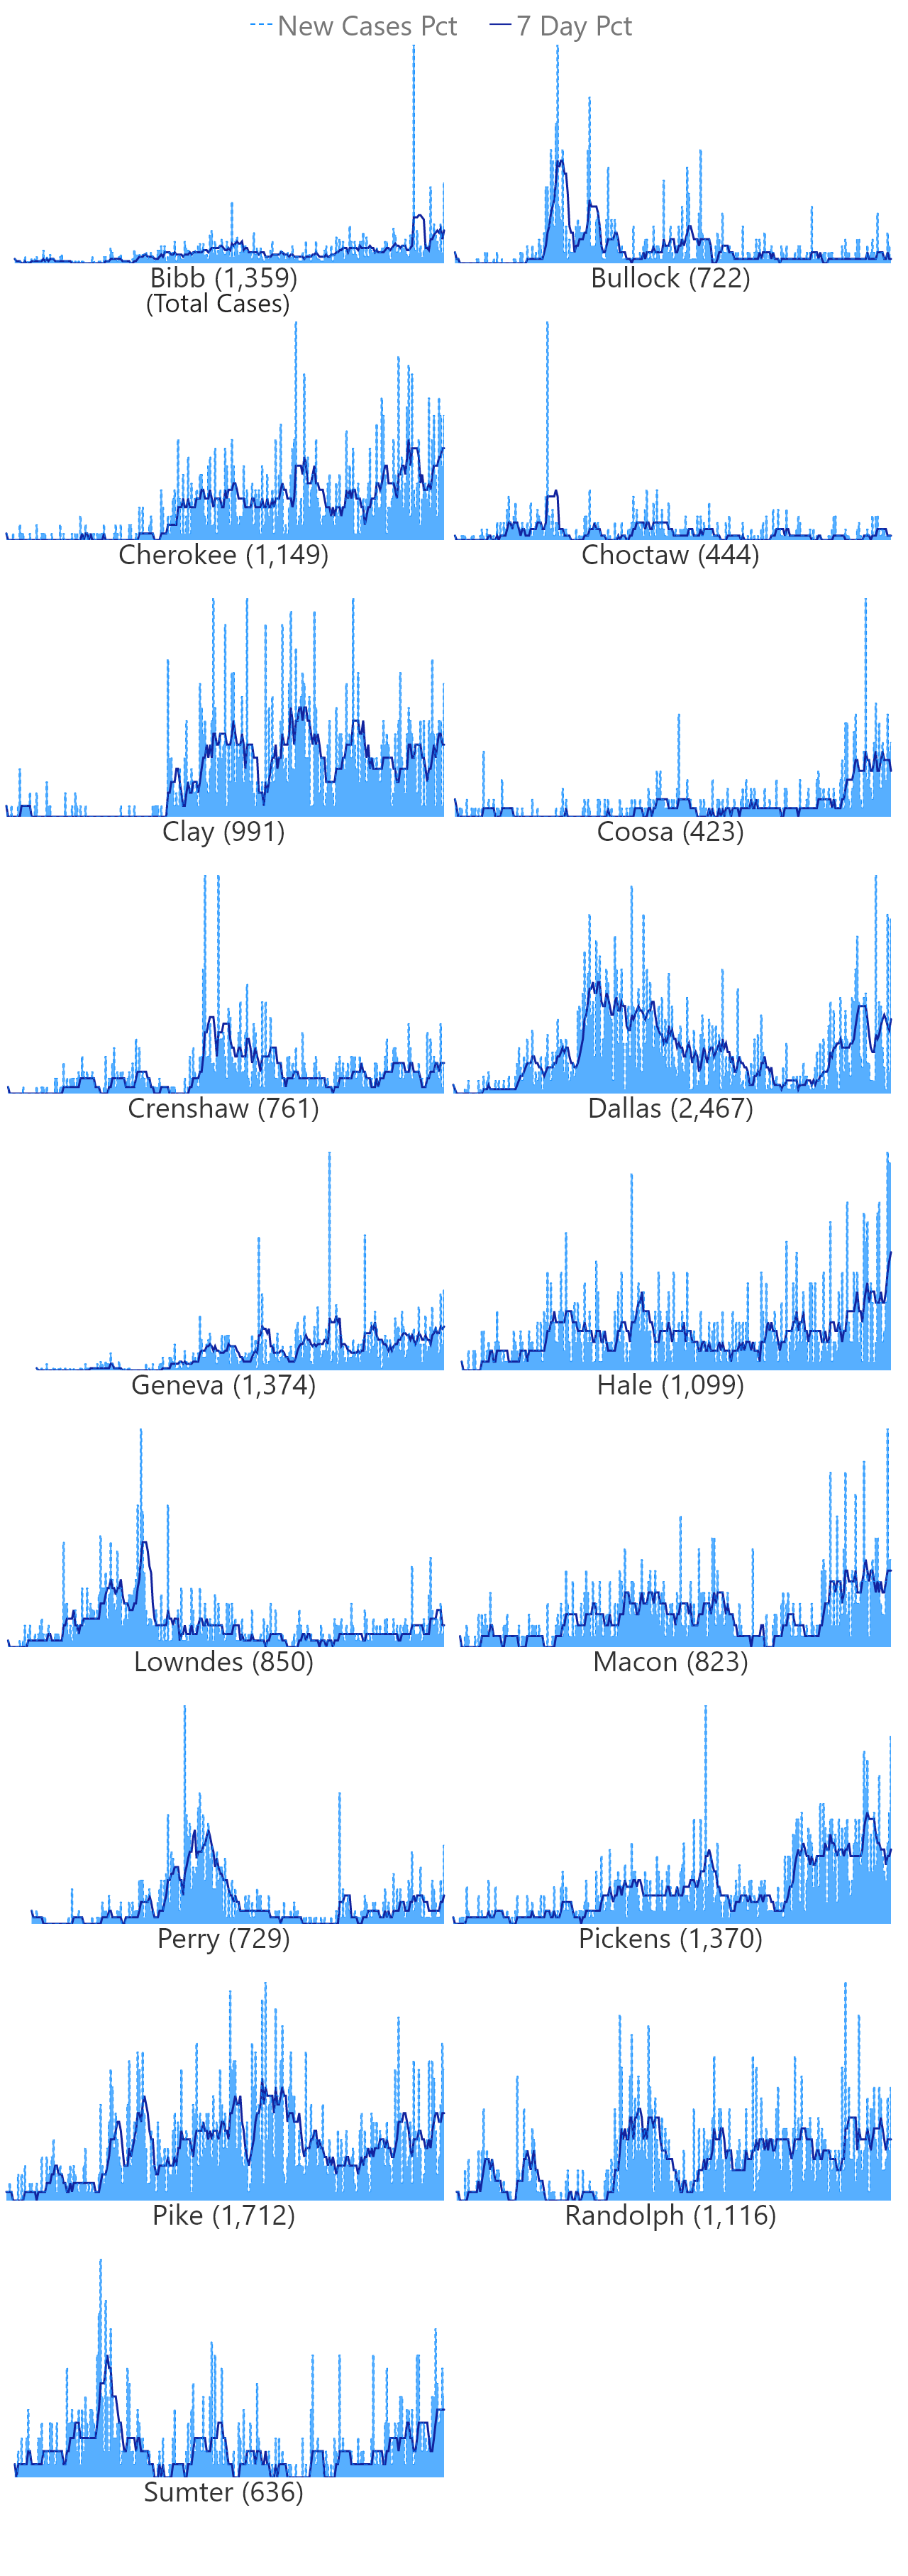 New Cases Pct 7 Day Pct
Bibb (1,359) Bullock (722)
(Total Cases)
Cherokee (1,149) Choctaw (444)
Clay (991) Coosa (423)
Crenshaw (761) Dallas (2,467)
Geneva (1,374) Hale (1,099)
Lowndes (850) Macon (823)
Perry (729) Pickens (1,370)
Pike (1,712) Randolph (1,116)
Sumter (636)